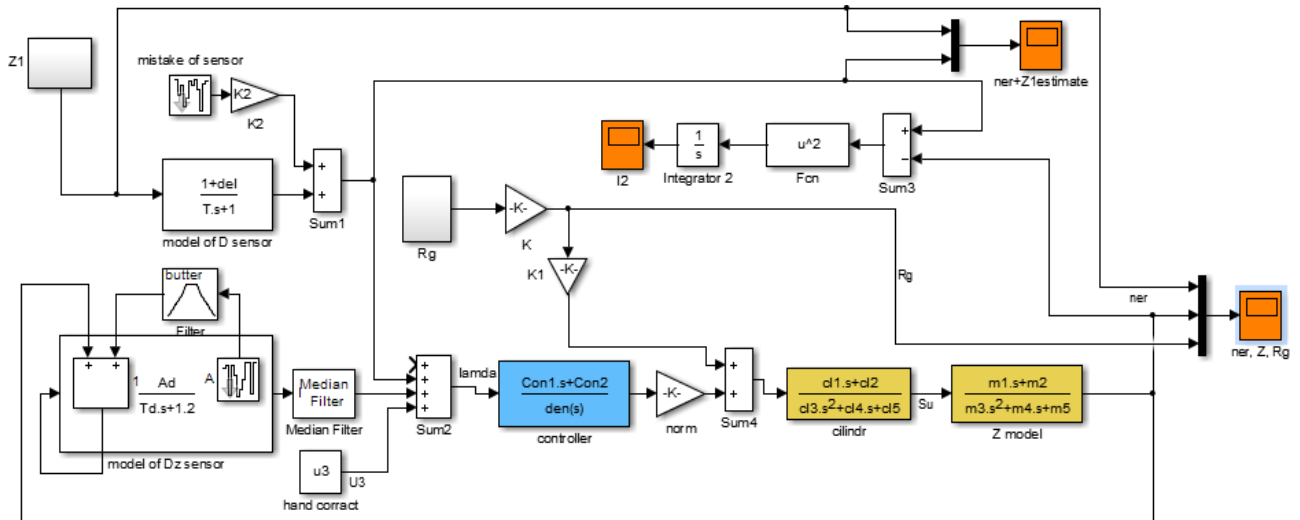 Z1
mistake of sensor
K2
K2
1+del
T.s+1
model of D sensor
+
+
Sum1
ner+Z1estimate
I2
1
s
Integrator 2
u^2
Fcn
+
−
Sum3
Rg
-K-
K
-K-
K1
Rg
ner
ner, Z, Rg
butter
Filter
+ +
1
Ad
Td.s+1.2
A
model of Dz sensor
Median
Filter
Median Filter
+
+
+
+
Sum2
lamda
u3
U3
hand corract
Con1.s+Con2
den(s)
controller
-K-
norm
+
+
Sum4
cl1.s+cl2
cl3.s2+cl4.s+cl5
cilindr
Su
m1.s+m2
m3.s2+m4.s+m5
Z model